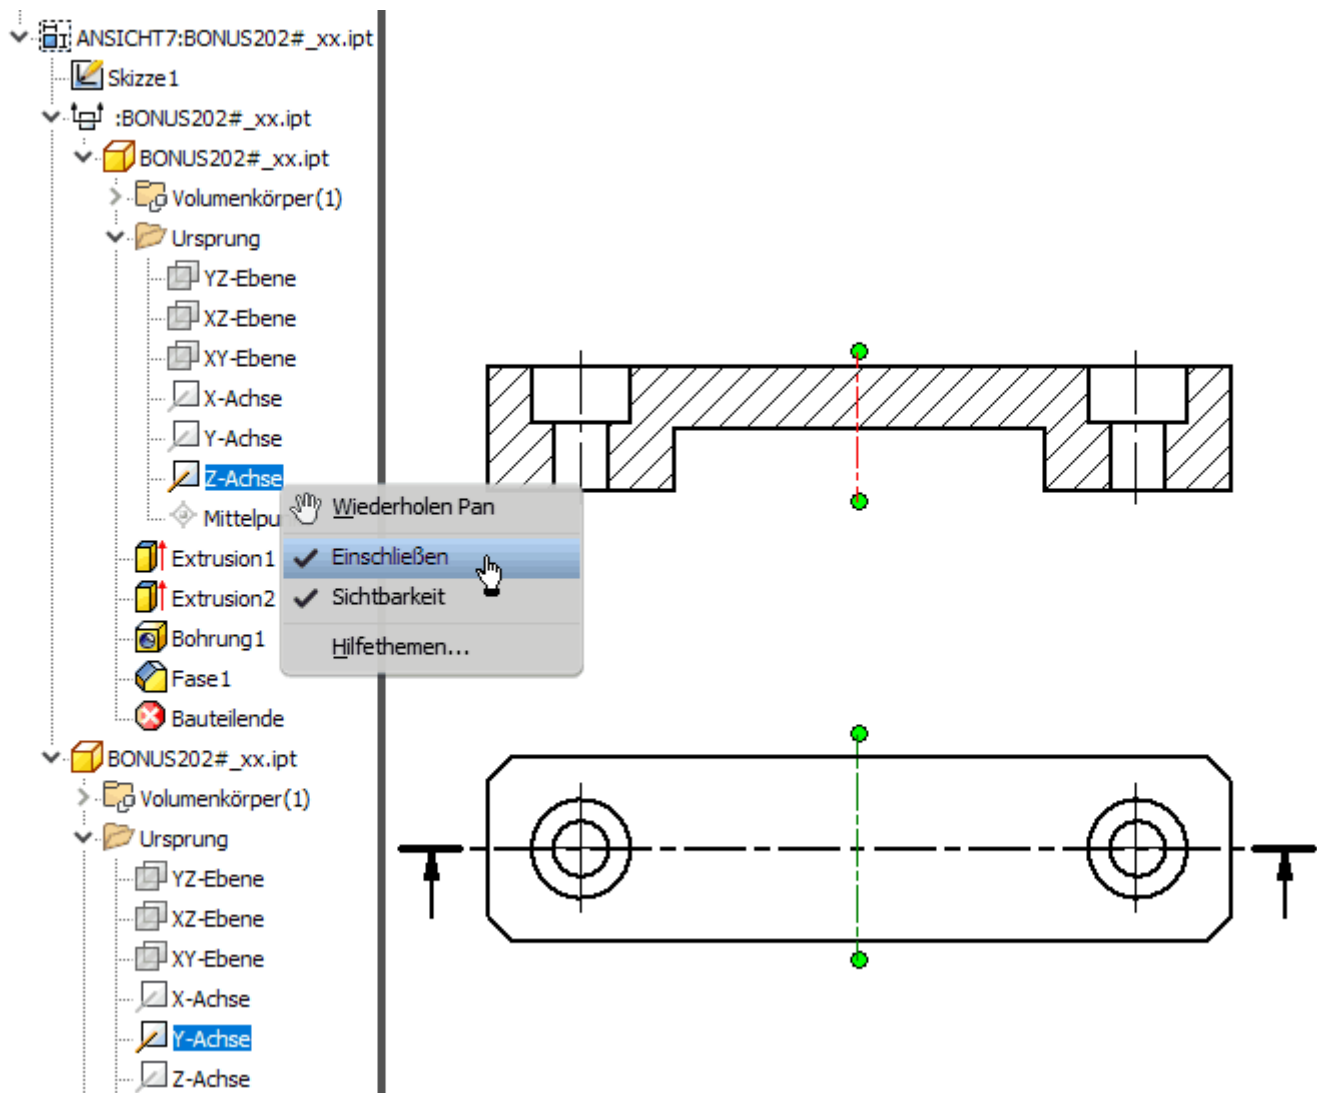 ANSICHT7:BONUS202#_xx.ipt
Skizze1
:BONUS202#_xx.ipt
BONUS202#_xx.ipt
Volumenkörper(1)
Ursprung
YZ-Ebene
XZ-Ebene
XY-Ebene
X-Achse
Y-Achse
Z-Achse
Mittelpu
Extrusion1
Extrusion2
Bohrung1
Fase1
Bauteilende
BONUS202#_xx.ipt
Volumenkörper(1)
Ursprung
YZ-Ebene
XZ-Ebene
XY-Ebene
X-Achse
Y-Achse
Z-Achse
Wiederholen Pan
Einschließen
Sichtbarkeit
Hilfethemen...